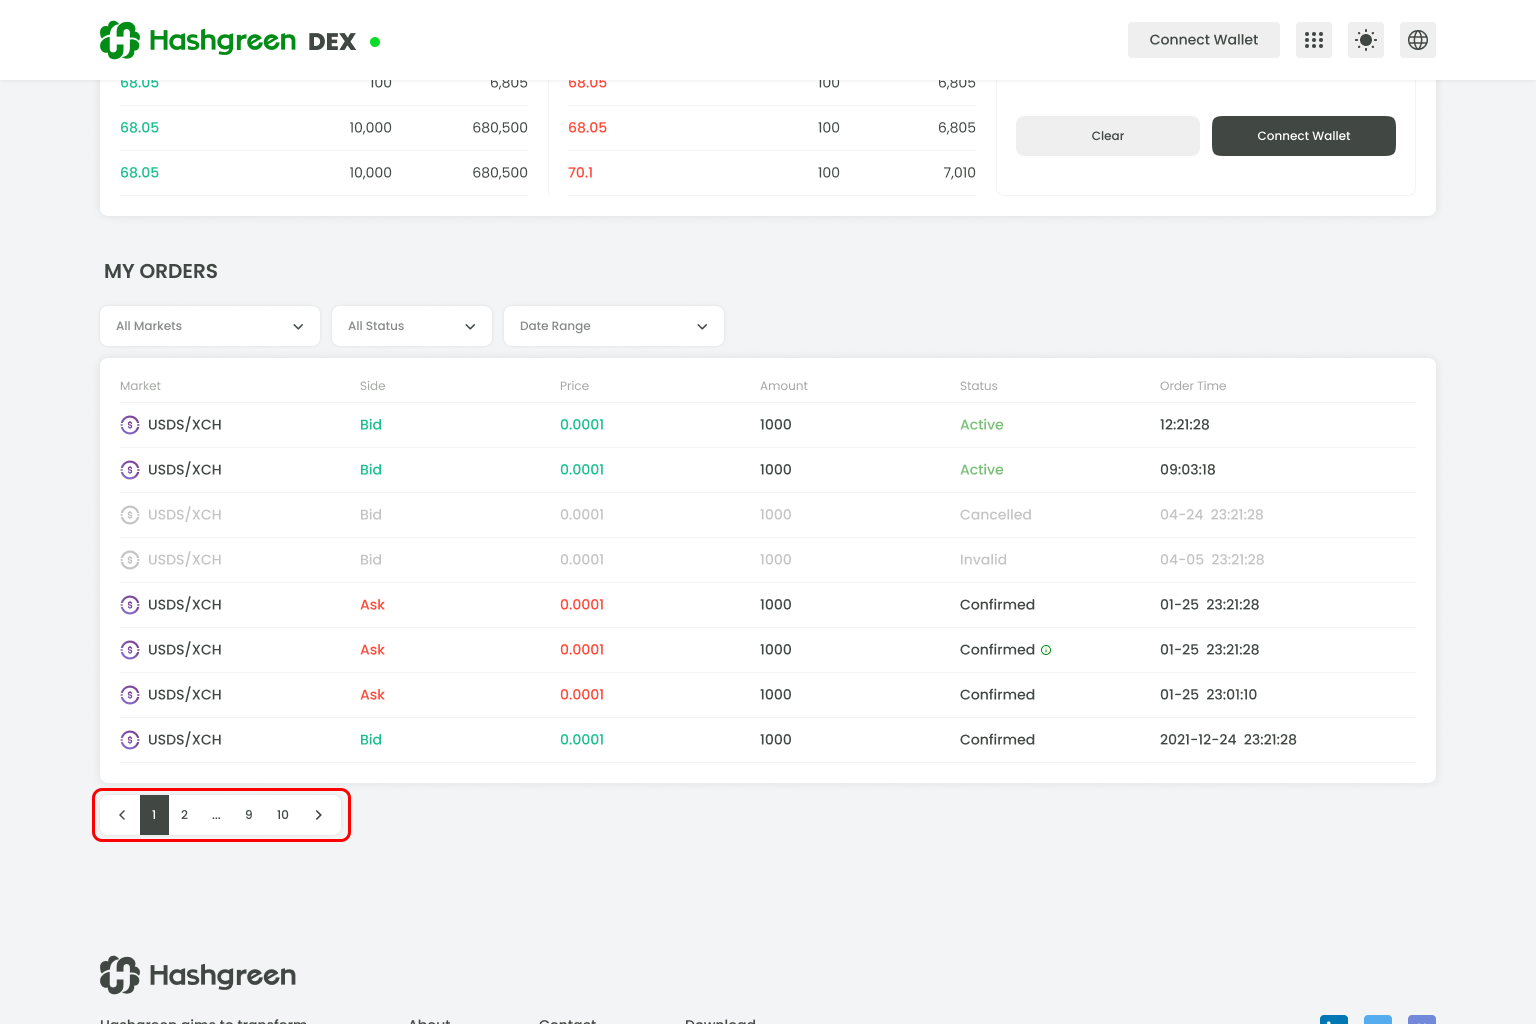 Hashgreen DEX
Connect Wallet
68.05 100 6,805 68.05 100 6,805
68.05 10,000 680,500 68.05 100 6,805
68.05 10,000 680,500 70.1 100 7,010
Clear Connect Wallet
MY ORDERS
All Markets All Status Date Range
Market Side Price Amount Status Order Time
USDS/XCH Bid 0.0001 1000 Active 12:21:28
USDS/XCH Bid 0.0001 1000 Active 09:03:18
USDS/XCH Bid 0.0001 1000 Cancelled 04-24 23:21:28
USDS/XCH Bid 0.0001 1000 Invalid 04-05 23:21:28
USDS/XCH Ask 0.0001 1000 Confirmed 01-25 23:21:28
USDS/XCH Ask 0.0001 1000 Confirmed 01-25 23:21:28
USDS/XCH Ask 0.0001 1000 Confirmed 01-25 23:01:10
USDS/XCH Bid 0.0001 1000 Confirmed 2021-12-24 23:21:28
1 2 ... 9 10
Hashgreen
Hashgreen aims to transform About Contact Download